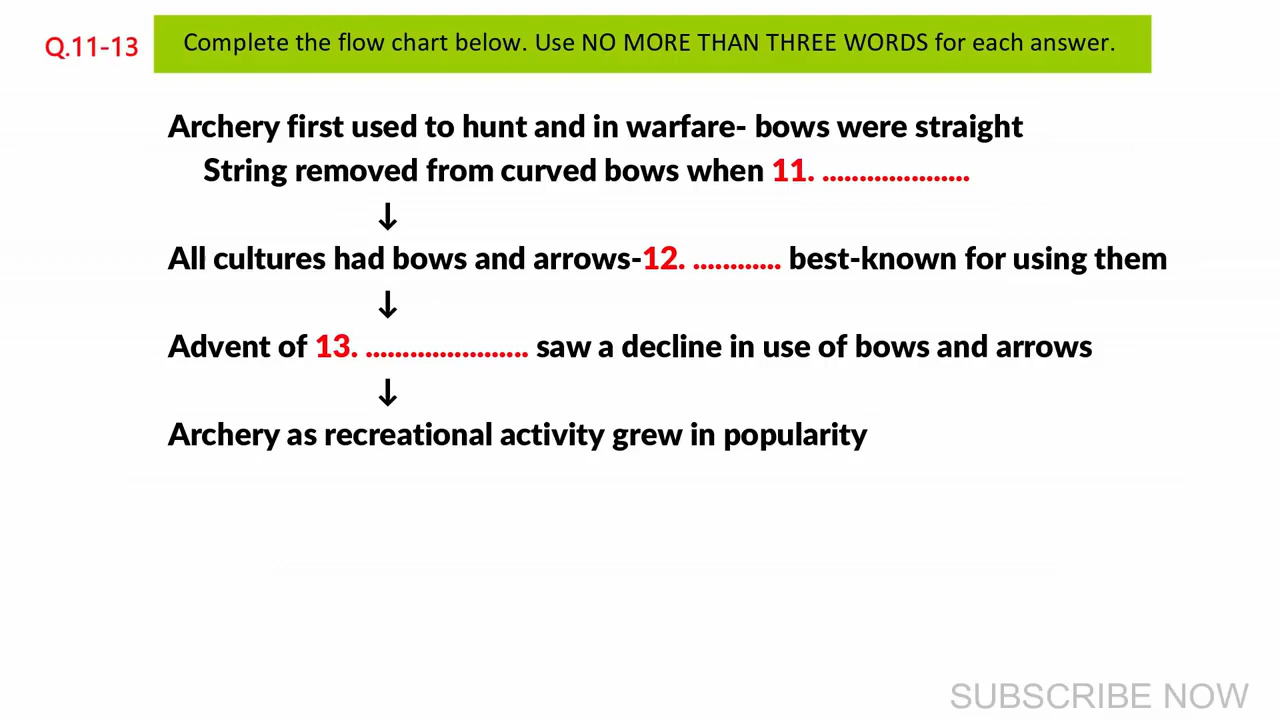 Q.11-13
Complete the flow chart below. Use NO MORE THAN THREE WORDS for each answer.
Archery first used to hunt and in warfare- bows were straight
String removed from curved bows when 11. ....................
↓
All cultures had bows and arrows-12. ............ best-known for using them
↓
Advent of 13. ...................... saw a decline in use of bows and arrows
↓
Archery as recreational activity grew in popularity
SUBSCRIBE NOW